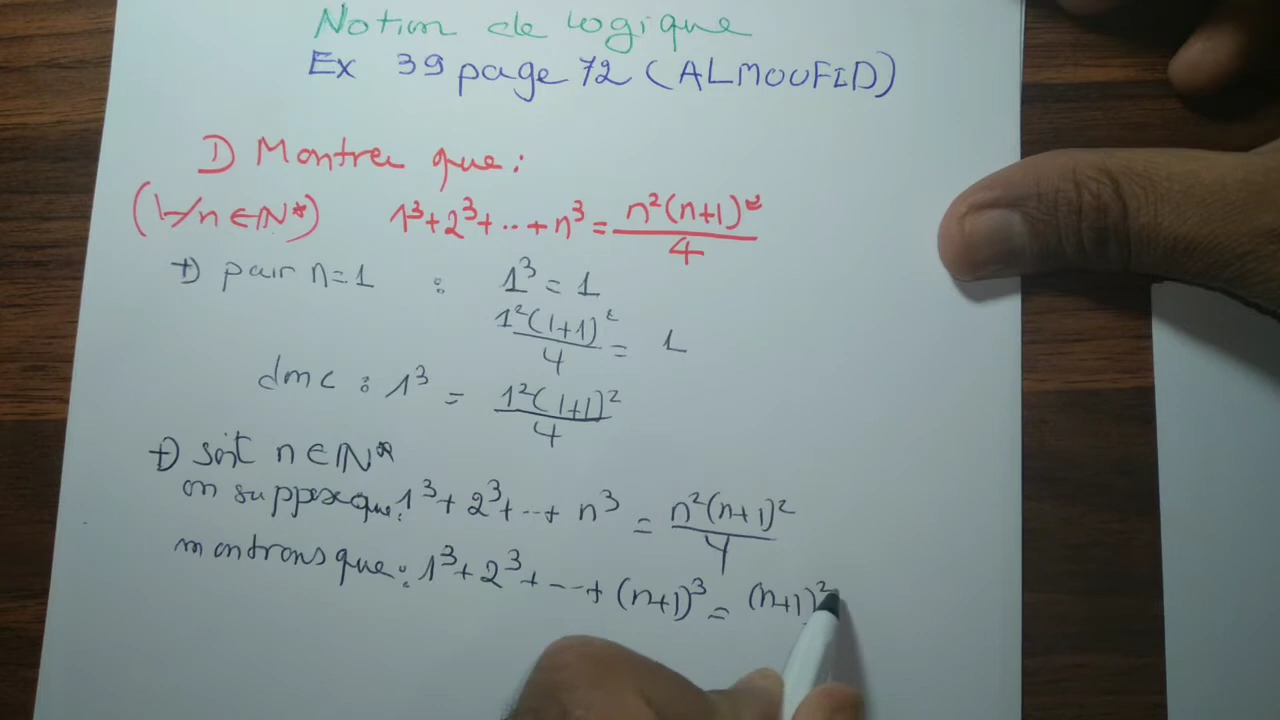 Notion de logique
Ex 39 page 72 (ALMOUFID)
1) Montrer que:
(∀n∈ℕ*) 1³+2³+..+n³ = n²(n+1)²/4
+) pour n=1 : 1³ = 1
1²(1+1)²/4 = 1
donc : 1³ = 1²(1+1)²/4
+) soit n∈ℕ*
on suppose que: 1³+2³+...+ n³ = n²(n+1)²/4
montrons que: 1³+2³+---+(n+1)³ = (n+1)²